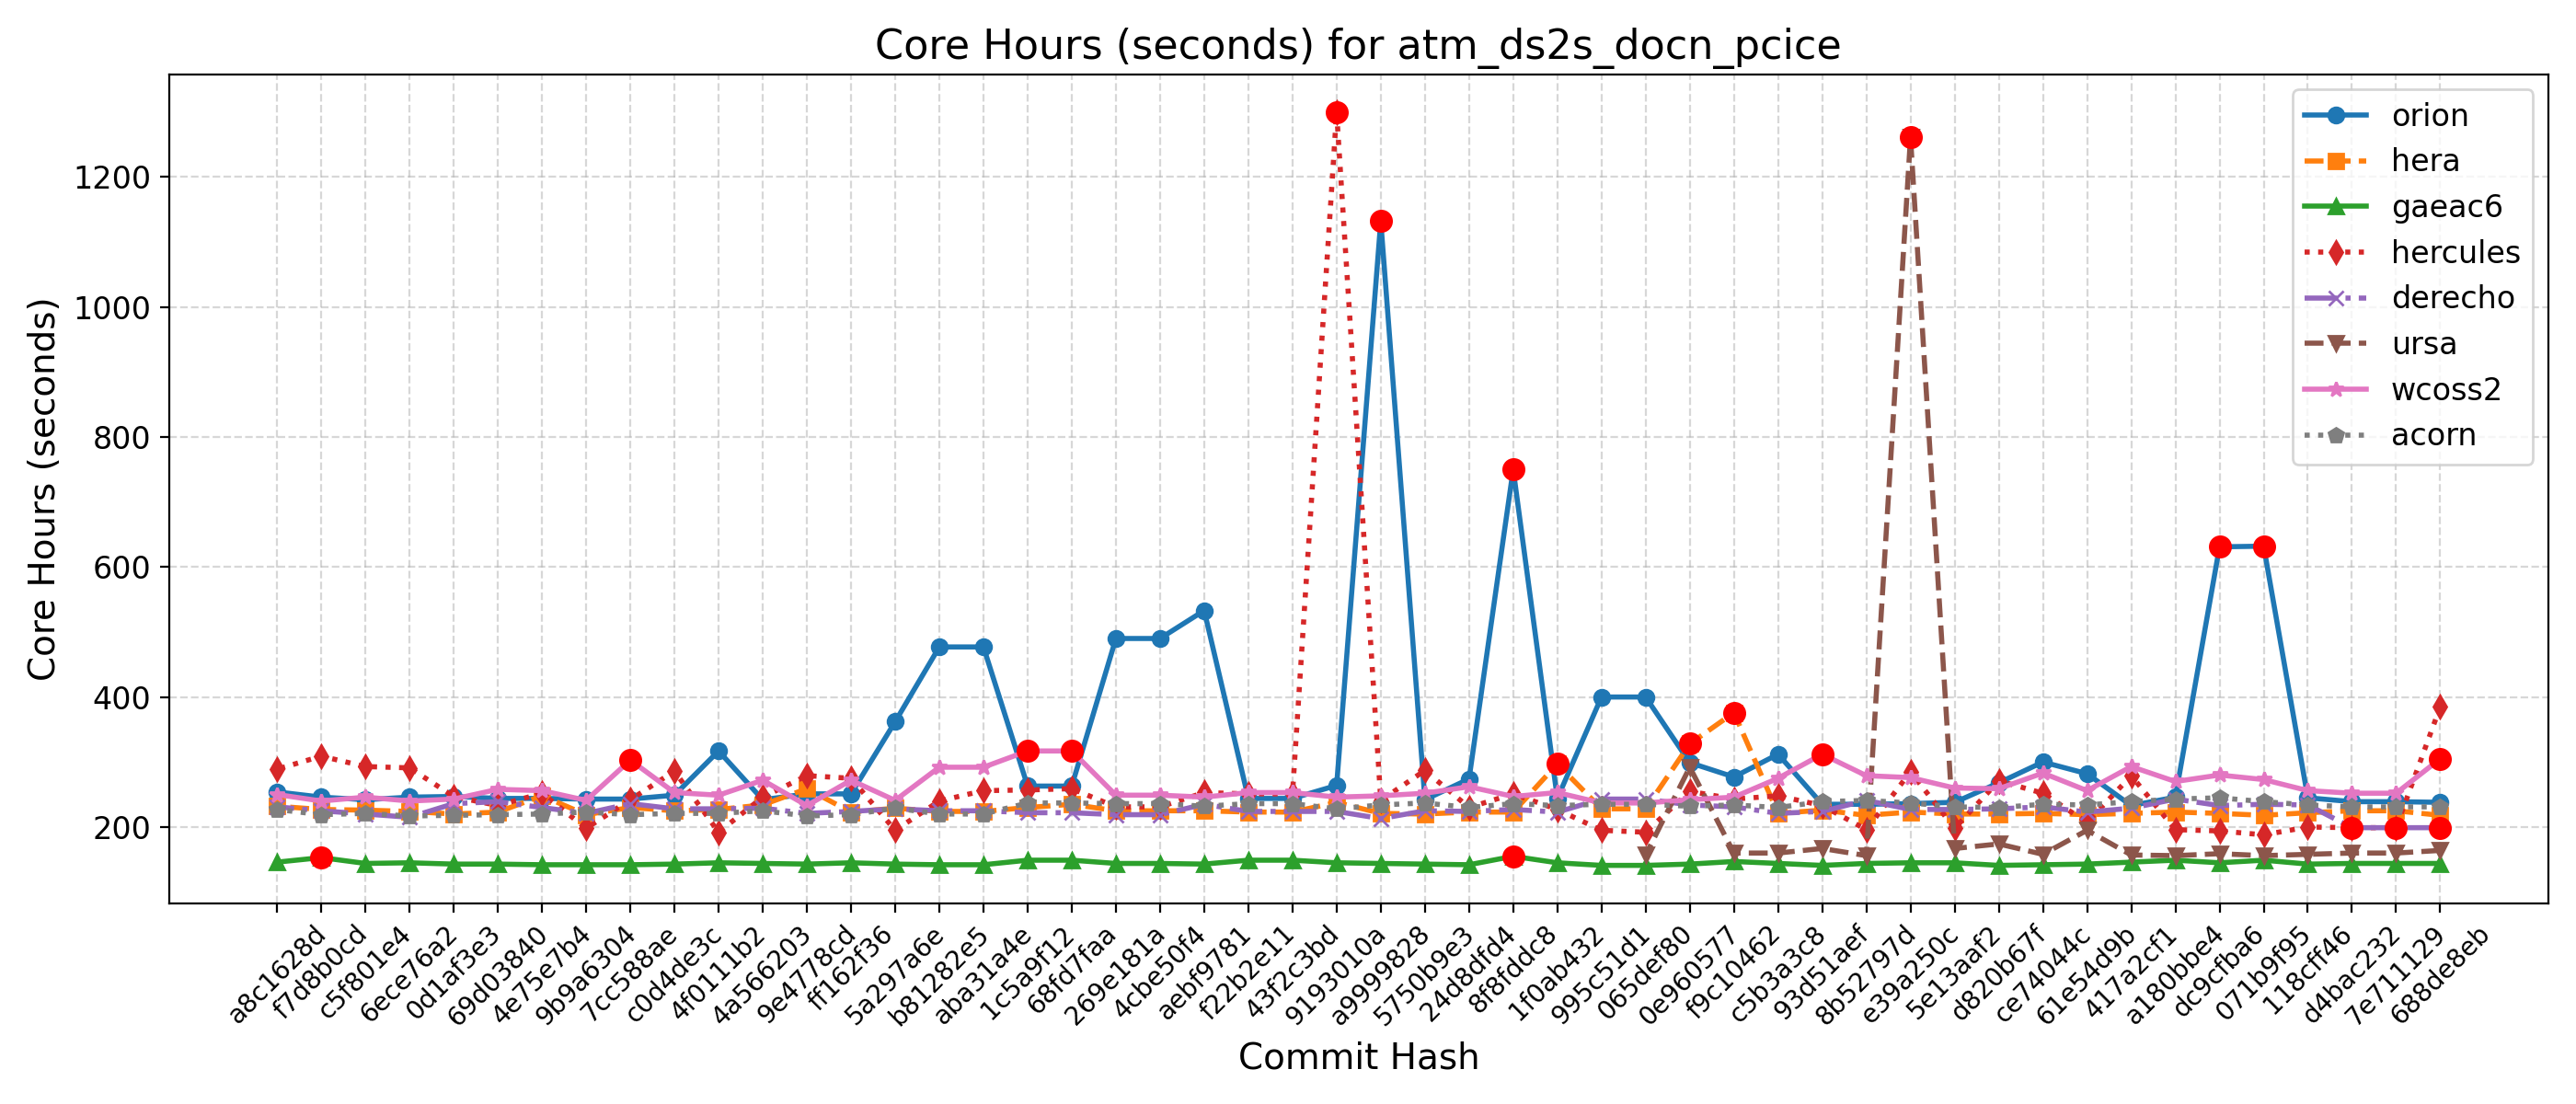 Core Hours (seconds) for atm_ds2s_docn_pcice
Core Hours (seconds)
1200
1000
800
600
400
200
orion
hera
gaeac6
hercules
derecho
ursa
wcoss2
acorn
a8c1628d
f7d8b0cd
c5f801e4
6ece76a2
0d1af3e3
69d03840
4e75e7b4
9b9a6304
7cc588ae
c0d4de3c
4f0111b2
4a566203
9e4778cd
ff162f36
5a297a6e
b81282e5
aba31a4e
1c5a9f12
68fd7faa
269e181a
4cbe50f4
aebf9781
f22b2e11
43f2c3bd
9193010a
a9999828
5750b9e3
24d8dfd4
8f8fddc8
1f0ab432
995c51d1
065def80
0e960577
f9c10462
c5b3a3c8
93d51aef
8b52797d
e39a250c
5e13aaf2
d820b67f
ce74044c
61e54d9b
417a2cf1
a180bbe4
dc9cfba6
071b9f95
118cff46
d4bac232
7e711129
688de8eb
Commit Hash